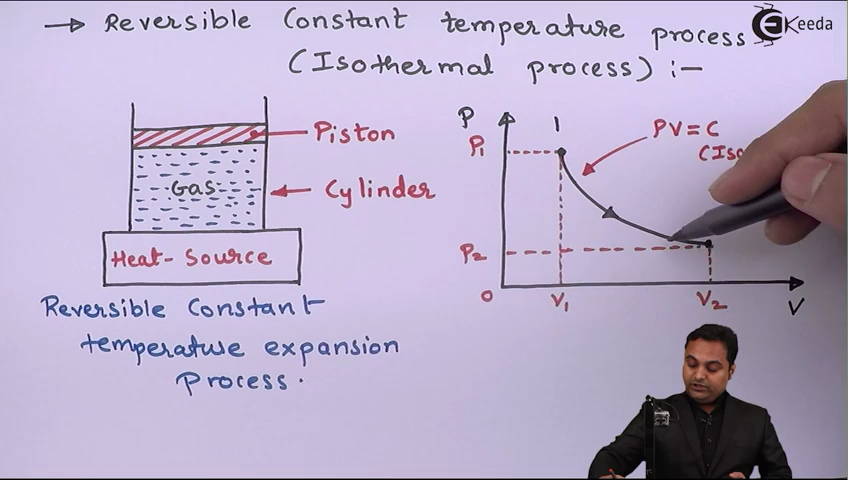 → Reversible Constant temperature process
(Isothermal process) :-
Keeda
Piston
Gas
Cylinder
Heat-Source
Reversible Constant
temperature expansion
Process.
P
1
P1
PV=C
P2
0
V1
V2
V